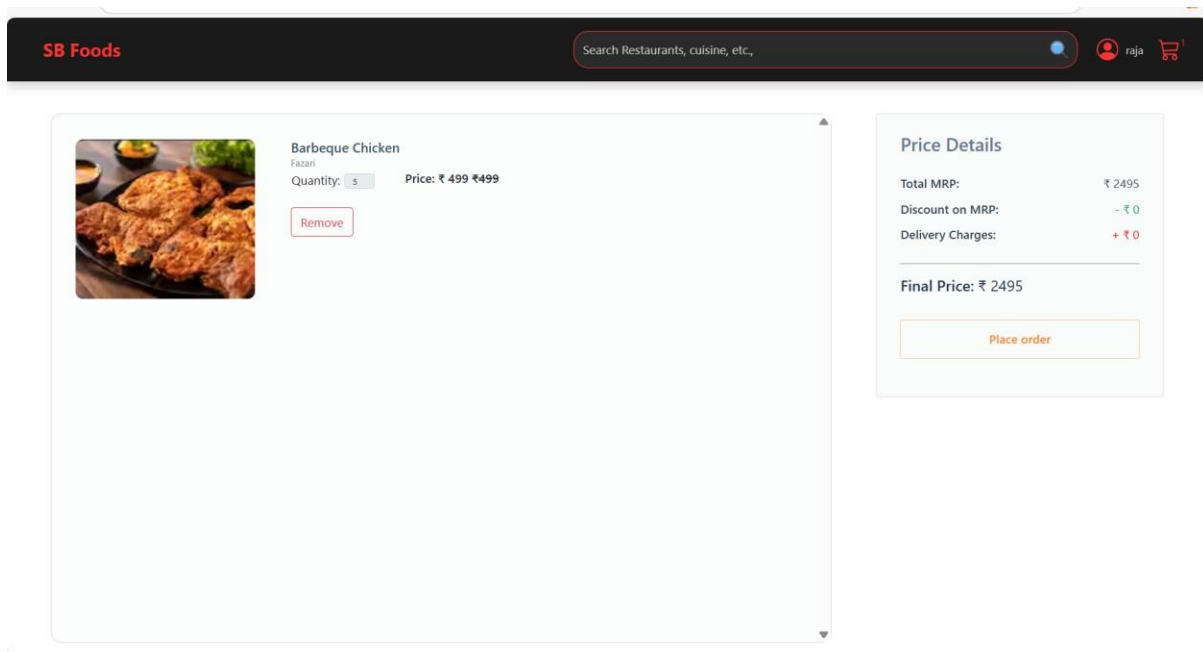 SB Foods
Search Restaurants, cuisine, etc.,
raja
1
Barbeque Chicken
Fazari
Quantity: 5 Price: ₹ 499 ₹499
Remove
Price Details
Total MRP: ₹ 2495
Discount on MRP: - ₹ 0
Delivery Charges: + ₹ 0
Final Price: ₹ 2495
Place order